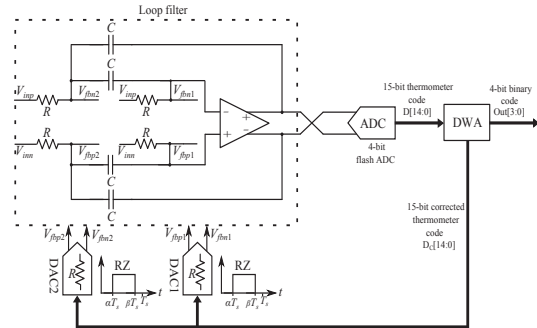 Loop filter
C
C
V_inp
R
V_fbn2
V_inp
R
V_fbn1
V_inn
R
V_fbp2
V_inn
R
V_fbp1
C
C
- +
+ -
ADC
4-bit
flash ADC
15-bit thermometer
code
D[14:0]
DWA
4-bit binary
code
Out[3:0]
15-bit corrected
thermometer
code
D_C[14:0]
V_fbp2
V_fbn2
DAC2
R
RZ
t
αT_s
βT_s
T_s
V_fbp1
V_fbn1
DAC1
R
RZ
t
αT_s
βT_s
T_s